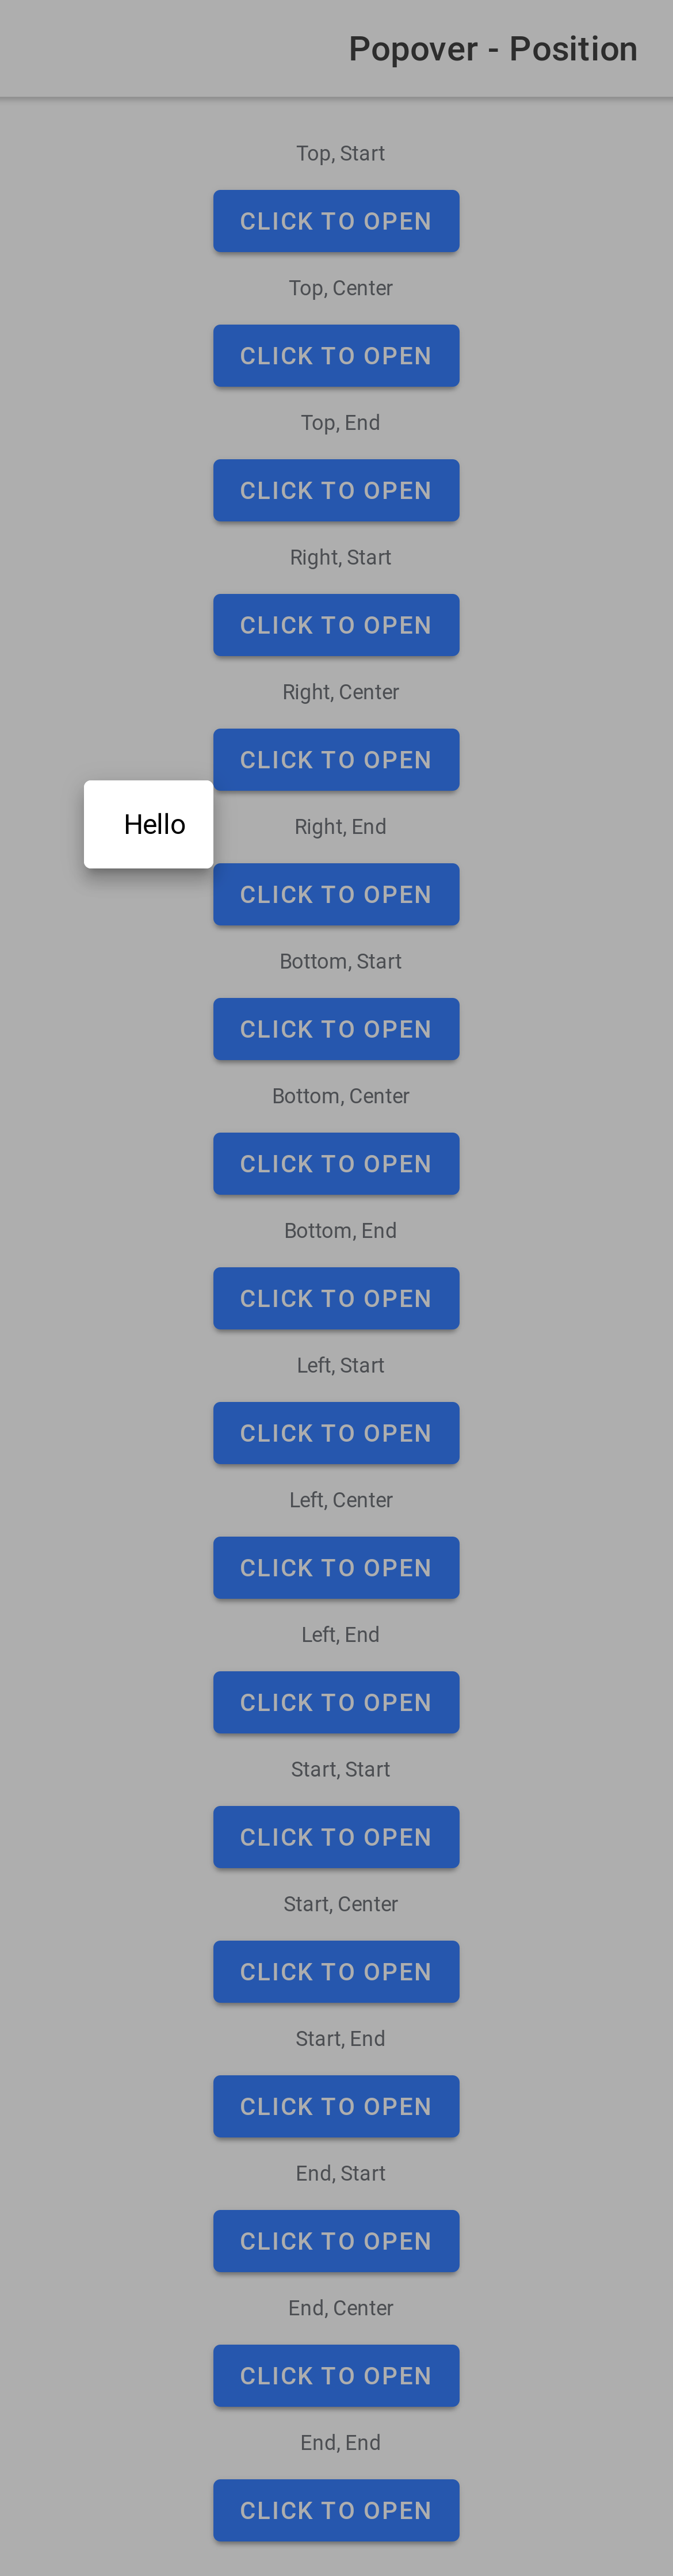 Popover - Position
Top, Start
CLICK TO OPEN
Top, Center
CLICK TO OPEN
Top, End
CLICK TO OPEN
Right, Start
CLICK TO OPEN
Right, Center
CLICK TO OPEN
Hello
Right, End
CLICK TO OPEN
Bottom, Start
CLICK TO OPEN
Bottom, Center
CLICK TO OPEN
Bottom, End
CLICK TO OPEN
Left, Start
CLICK TO OPEN
Left, Center
CLICK TO OPEN
Left, End
CLICK TO OPEN
Start, Start
CLICK TO OPEN
Start, Center
CLICK TO OPEN
Start, End
CLICK TO OPEN
End, Start
CLICK TO OPEN
End, Center
CLICK TO OPEN
End, End
CLICK TO OPEN